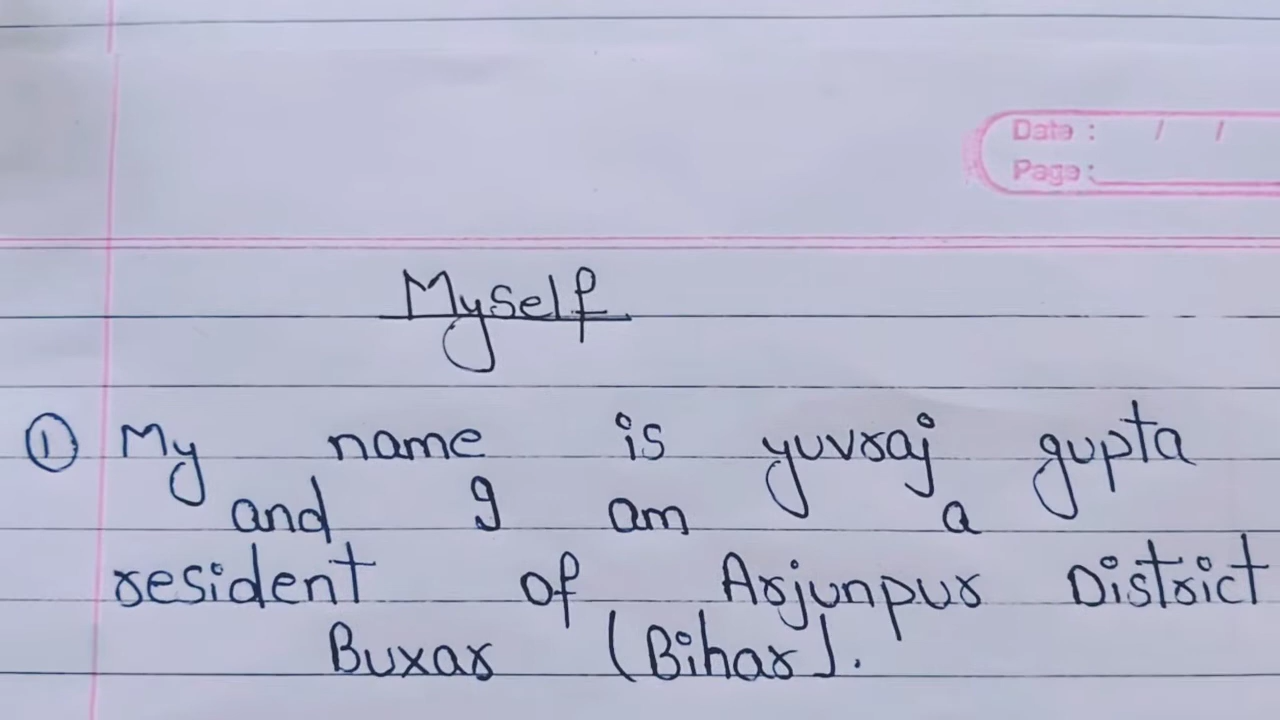 Date : / /
Page :
Myself
① My name is yuvraj gupta
and I am a
resident of Arjunpur District
Buxar (Bihar).